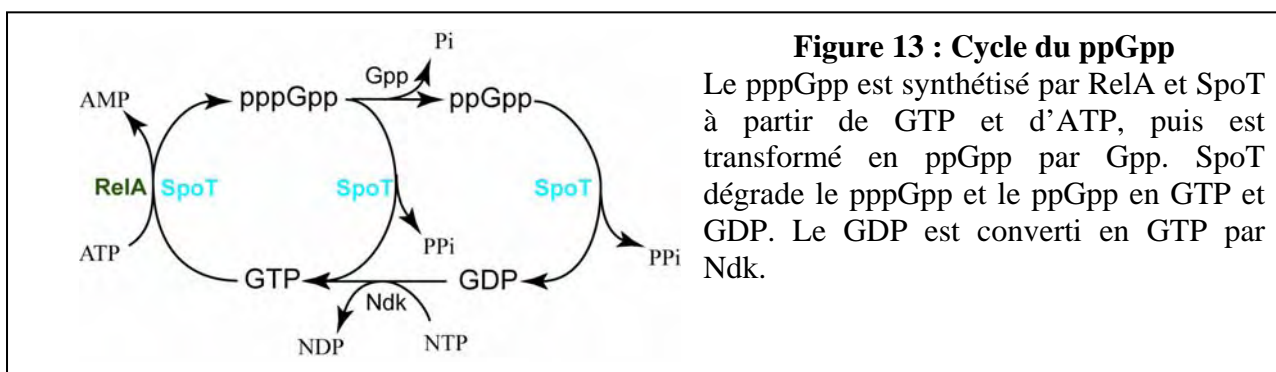 Pi
Gpp
AMP
pppGpp
ppGpp
RelA SpoT
SpoT
SpoT
ATP
PPi
PPi
GTP
GDP
Ndk
NDP
NTP
Figure 13 : Cycle du ppGpp
Le pppGpp est synthétisé par RelA et SpoT
à partir de GTP et d’ATP, puis est
transformé en ppGpp par Gpp. SpoT
dégrade le pppGpp et le ppGpp en GTP et
GDP. Le GDP est converti en GTP par
Ndk.